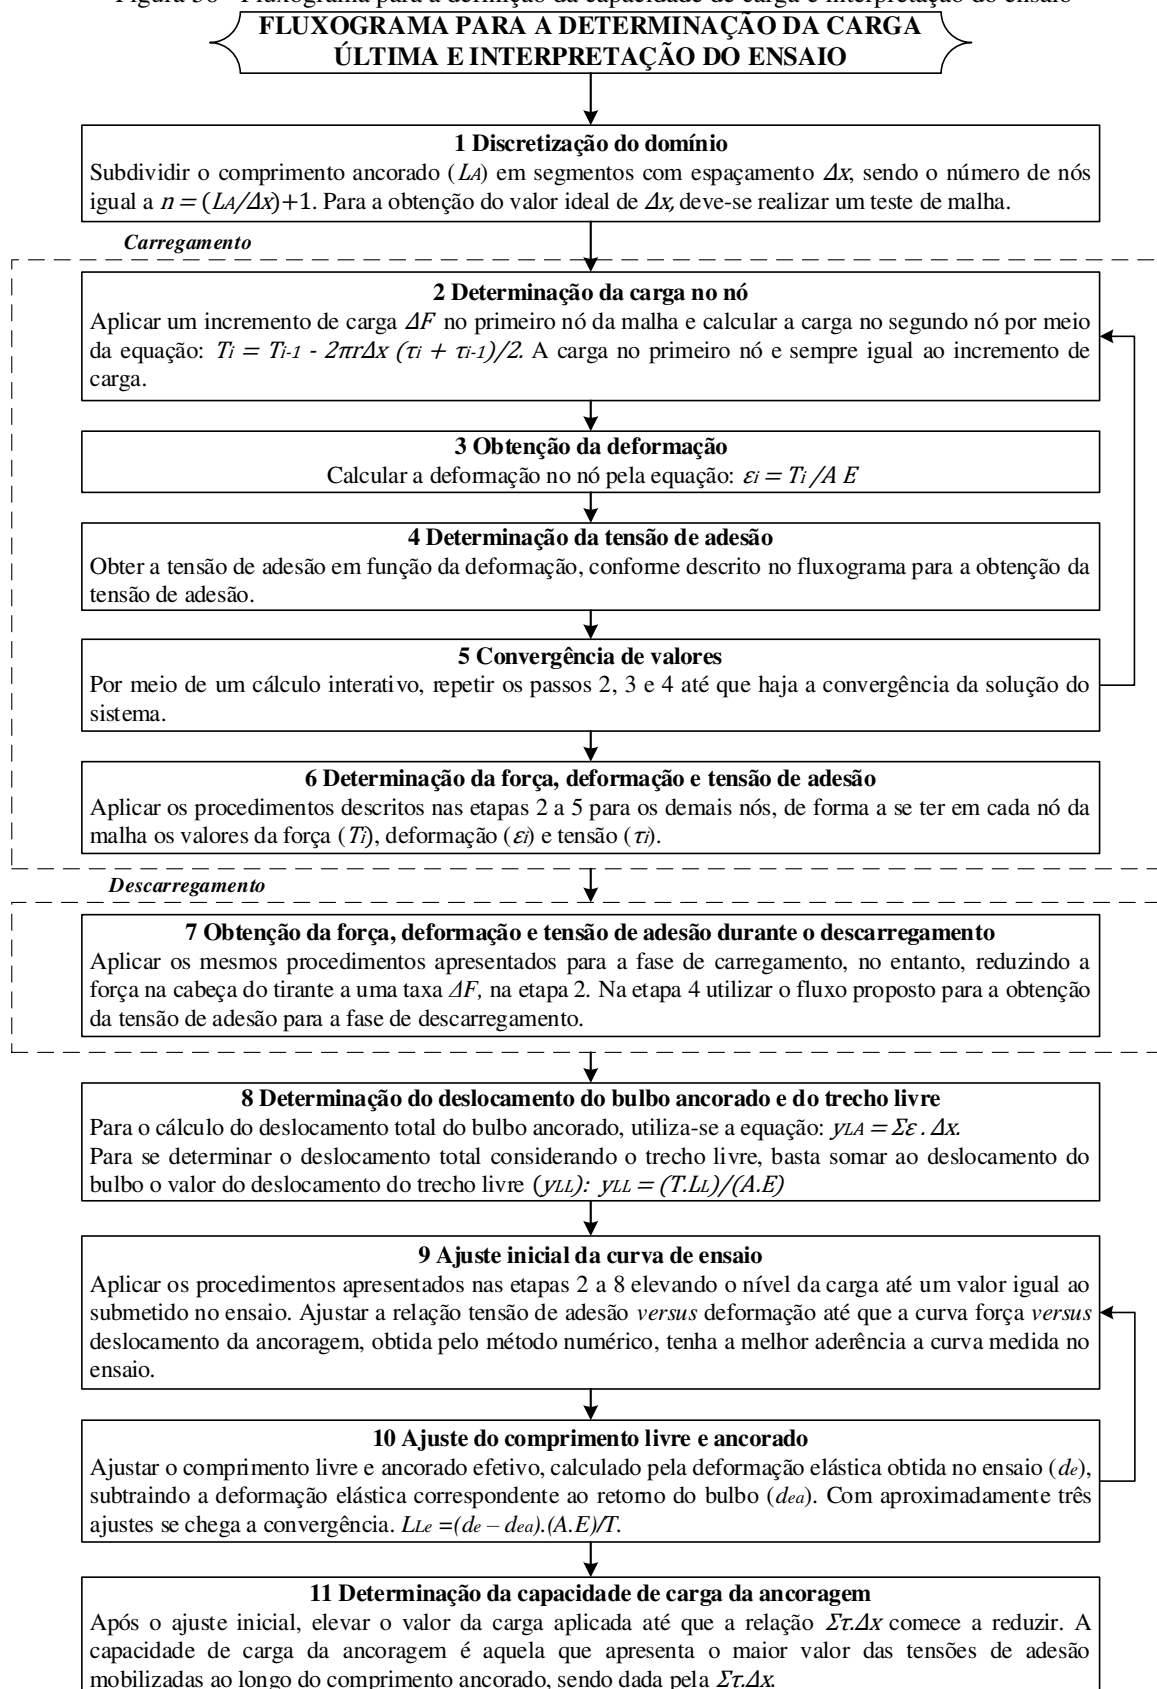 Figura 50 - Fluxograma para a definição da capacidade de carga e interpretação do ensaio
FLUXOGRAMA PARA A DETERMINAÇÃO DA CARGA
ÚLTIMA E INTERPRETAÇÃO DO ENSAIO
1 Discretização do domínio
Subdividir o comprimento ancorado (LA) em segmentos com espaçamento Δx, sendo o número de nós
igual a n = (LA/Δx)+1. Para a obtenção do valor ideal de Δx, deve-se realizar um teste de malha.
Carregamento
2 Determinação da carga no nó
Aplicar um incremento de carga ΔF no primeiro nó da malha e calcular a carga no segundo nó por meio
da equação: Ti = Ti-1 - 2πrΔx (τi + τi-1)/2. A carga no primeiro nó e sempre igual ao incremento de
carga.
3 Obtenção da deformação
Calcular a deformação no nó pela equação: εi = Ti /A E
4 Determinação da tensão de adesão
Obter a tensão de adesão em função da deformação, conforme descrito no fluxograma para a obtenção da
tensão de adesão.
5 Convergência de valores
Por meio de um cálculo interativo, repetir os passos 2, 3 e 4 até que haja a convergência da solução do
sistema.
6 Determinação da força, deformação e tensão de adesão
Aplicar os procedimentos descritos nas etapas 2 a 5 para os demais nós, de forma a se ter em cada nó da
malha os valores da força (Ti), deformação (εi) e tensão (τi).
Descarregamento
7 Obtenção da força, deformação e tensão de adesão durante o descarregamento
Aplicar os mesmos procedimentos apresentados para a fase de carregamento, no entanto, reduzindo a
força na cabeça do tirante a uma taxa ΔF, na etapa 2. Na etapa 4 utilizar o fluxo proposto para a obtenção
da tensão de adesão para a fase de descarregamento.
8 Determinação do deslocamento do bulbo ancorado e do trecho livre
Para o cálculo do deslocamento total do bulbo ancorado, utiliza-se a equação: yLA = Σε . Δx.
Para se determinar o deslocamento total considerando o trecho livre, basta somar ao deslocamento do
bulbo o valor do deslocamento do trecho livre (yLL): yLL = (T.LL)/(A.E)
9 Ajuste inicial da curva de ensaio
Aplicar os procedimentos apresentados nas etapas 2 a 8 elevando o nível da carga até um valor igual ao
submetido no ensaio. Ajustar a relação tensão de adesão versus deformação até que a curva força versus
deslocamento da ancoragem, obtida pelo método numérico, tenha a melhor aderência a curva medida no
ensaio.
10 Ajuste do comprimento livre e ancorado
Ajustar o comprimento livre e ancorado efetivo, calculado pela deformação elástica obtida no ensaio (de),
subtraindo a deformação elástica correspondente ao retorno do bulbo (dea). Com aproximadamente três
ajustes se chega a convergência. LLe =(de – dea).(A.E)/T.
11 Determinação da capacidade de carga da ancoragem
Após o ajuste inicial, elevar o valor da carga aplicada até que a relação Στ.Δx comece a reduzir. A
capacidade de carga da ancoragem é aquela que apresenta o maior valor das tensões de adesão
mobilizadas ao longo do comprimento ancorado, sendo dada pela Στ.Δx.